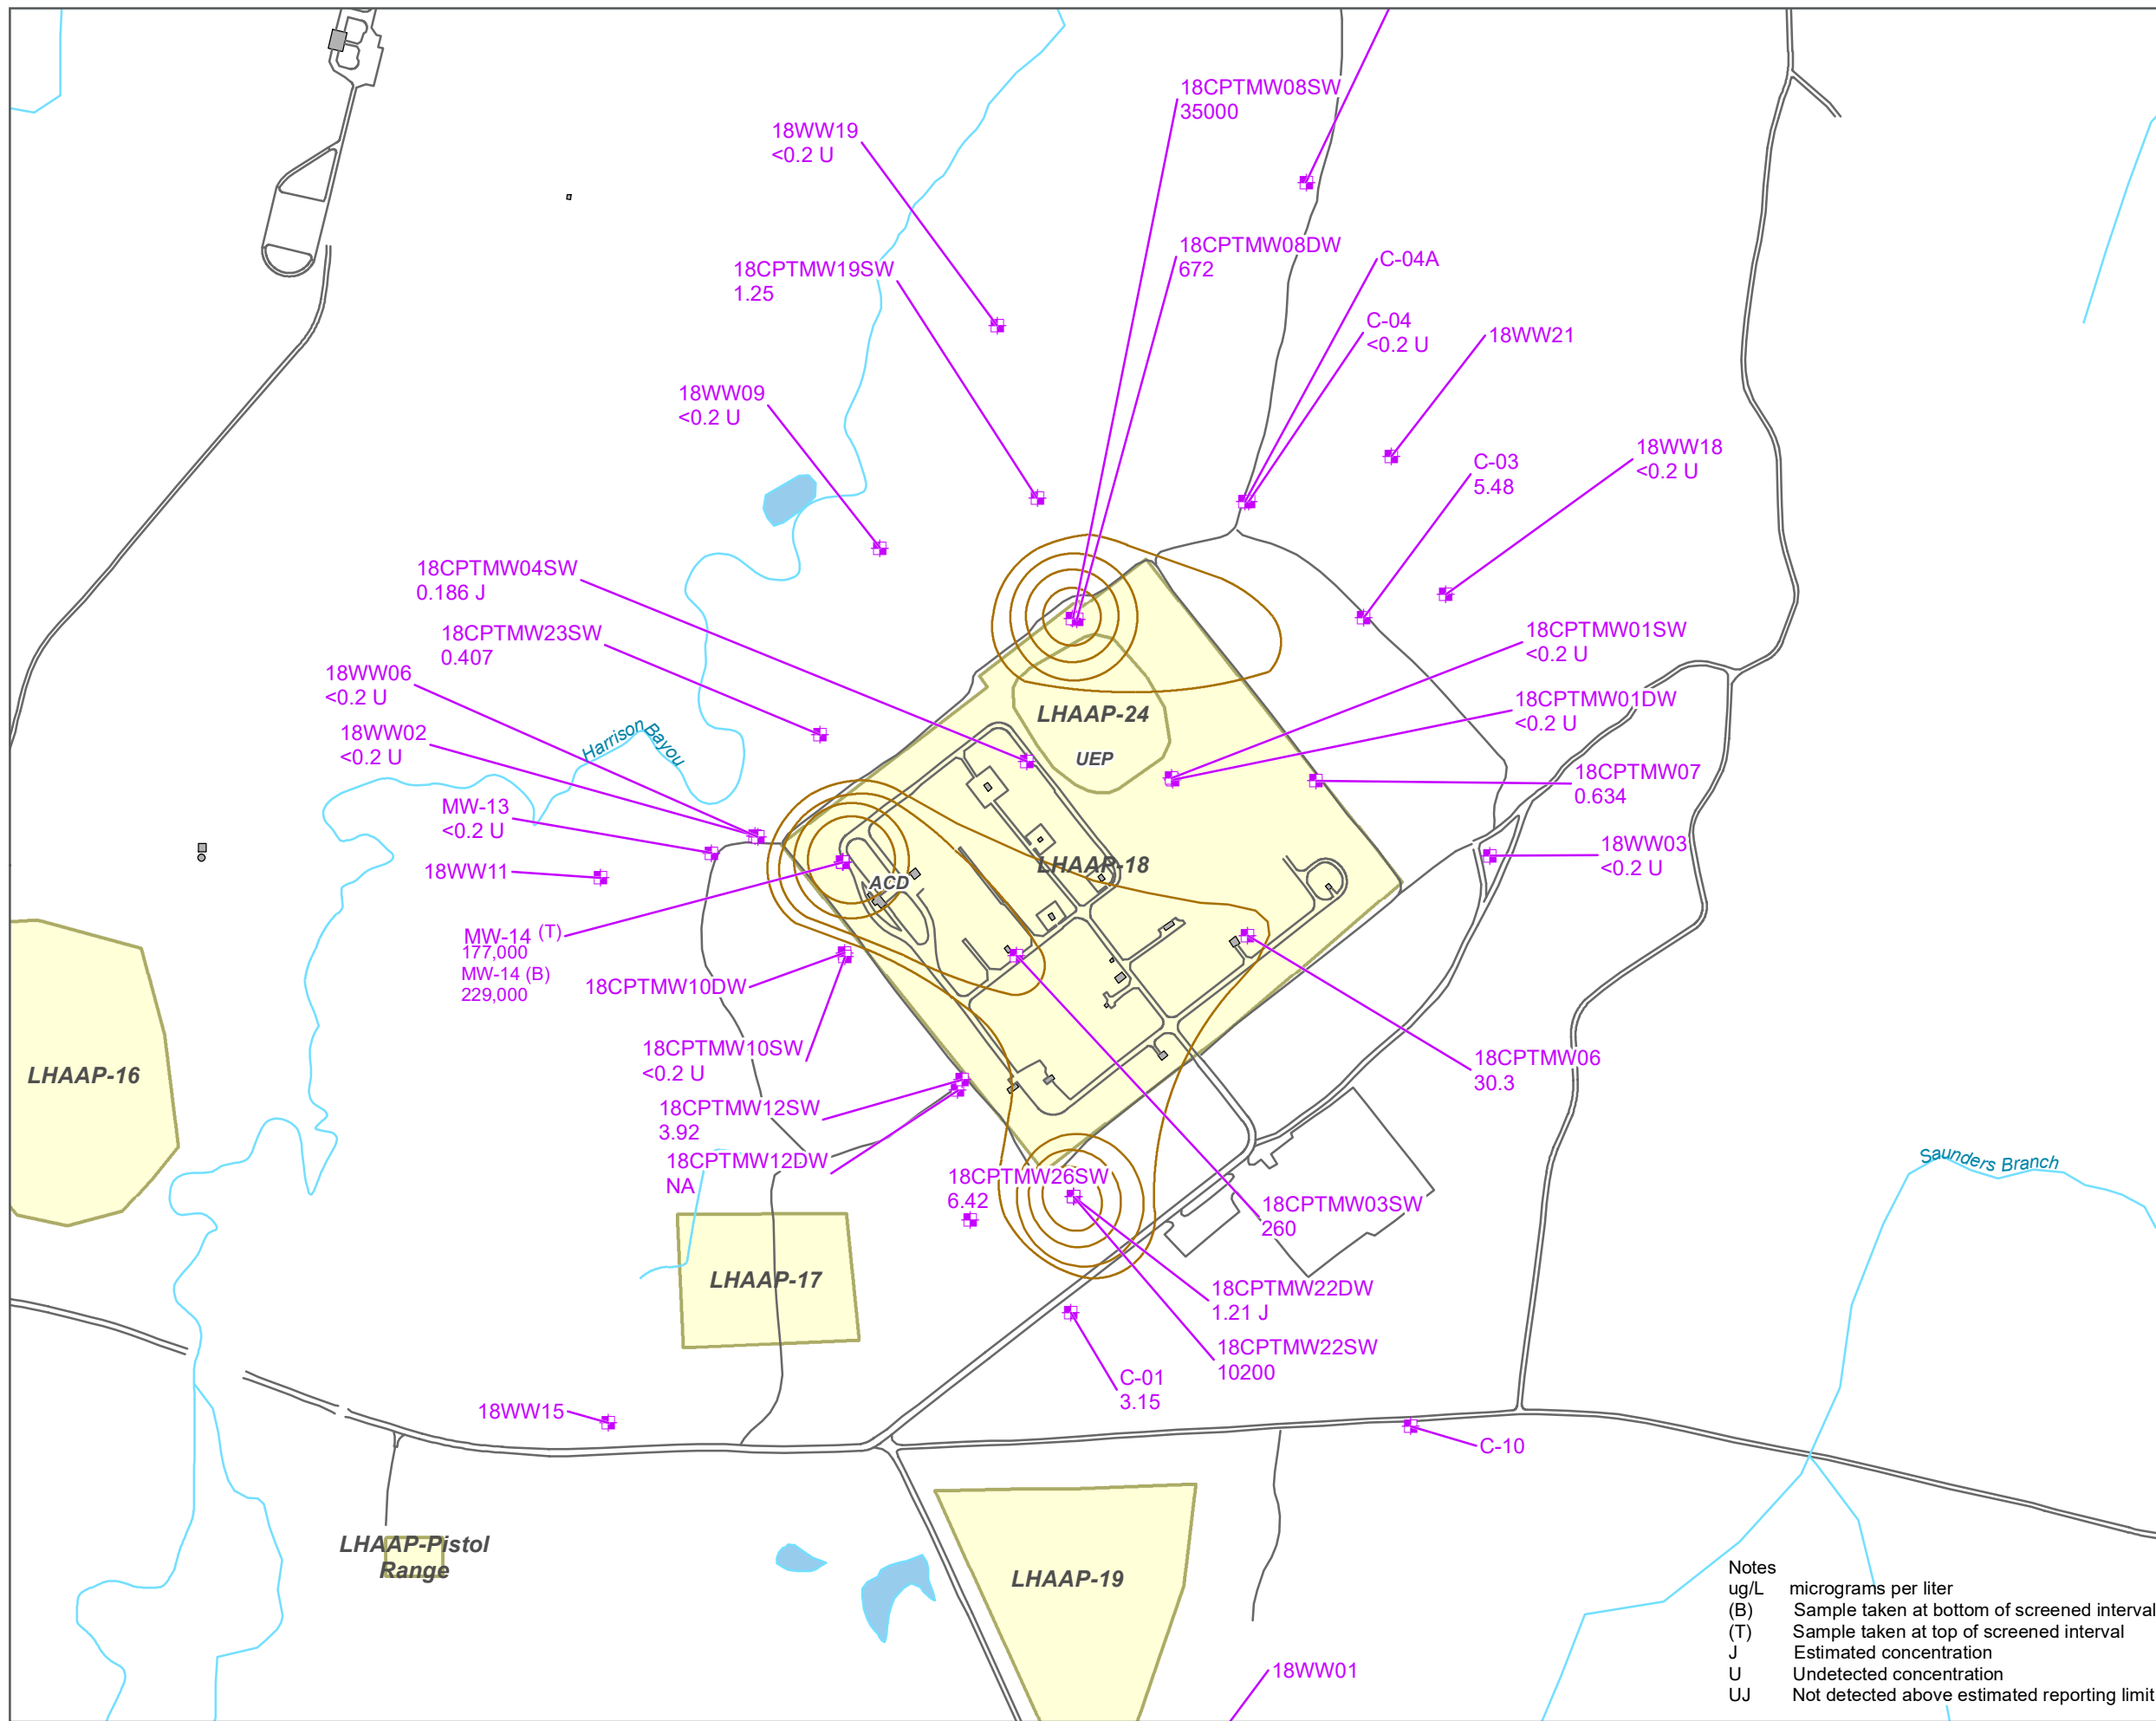 18CPTMW08SW
35000
18WW19
<0.2 U
18CPTMW08DW
672
C-04A
18CPTMW19SW
1.25
C-04
<0.2 U
18WW21
18WW09
<0.2 U
18WW18
<0.2 U
C-03
5.48
18CPTMW04SW
0.186 J
18CPTMW23SW
0.407
18CPTMW01SW
<0.2 U
18WW06
<0.2 U
18CPTMW01DW
<0.2 U
LHAAP-24
18WW02
<0.2 U
Harrison Bayou
UEP
18CPTMW07
0.634
MW-13
<0.2 U
18WW03
<0.2 U
LHAAP-18
18WW11
ACD
MW-14 (T)
177,000
MW-14 (B)
229,000
18CPTMW10DW
18CPTMW10SW
<0.2 U
18CPTMW06
30.3
LHAAP-16
18CPTMW12SW
3.92
18CPTMW12DW
NA
Saunders Branch
18CPTMW26SW
6.42
18CPTMW03SW
260
LHAAP-17
18CPTMW22DW
1.21 J
18CPTMW22SW
10200
C-01
3.15
18WW15
C-10
LHAAP-Pistol
Range
LHAAP-19
18WW01
Notes
ug/L micrograms per liter
(B) Sample taken at bottom of screened interval
(T) Sample taken at top of screened interval
J Estimated concentration
U Undetected concentration
UJ Not detected above estimated reporting limit